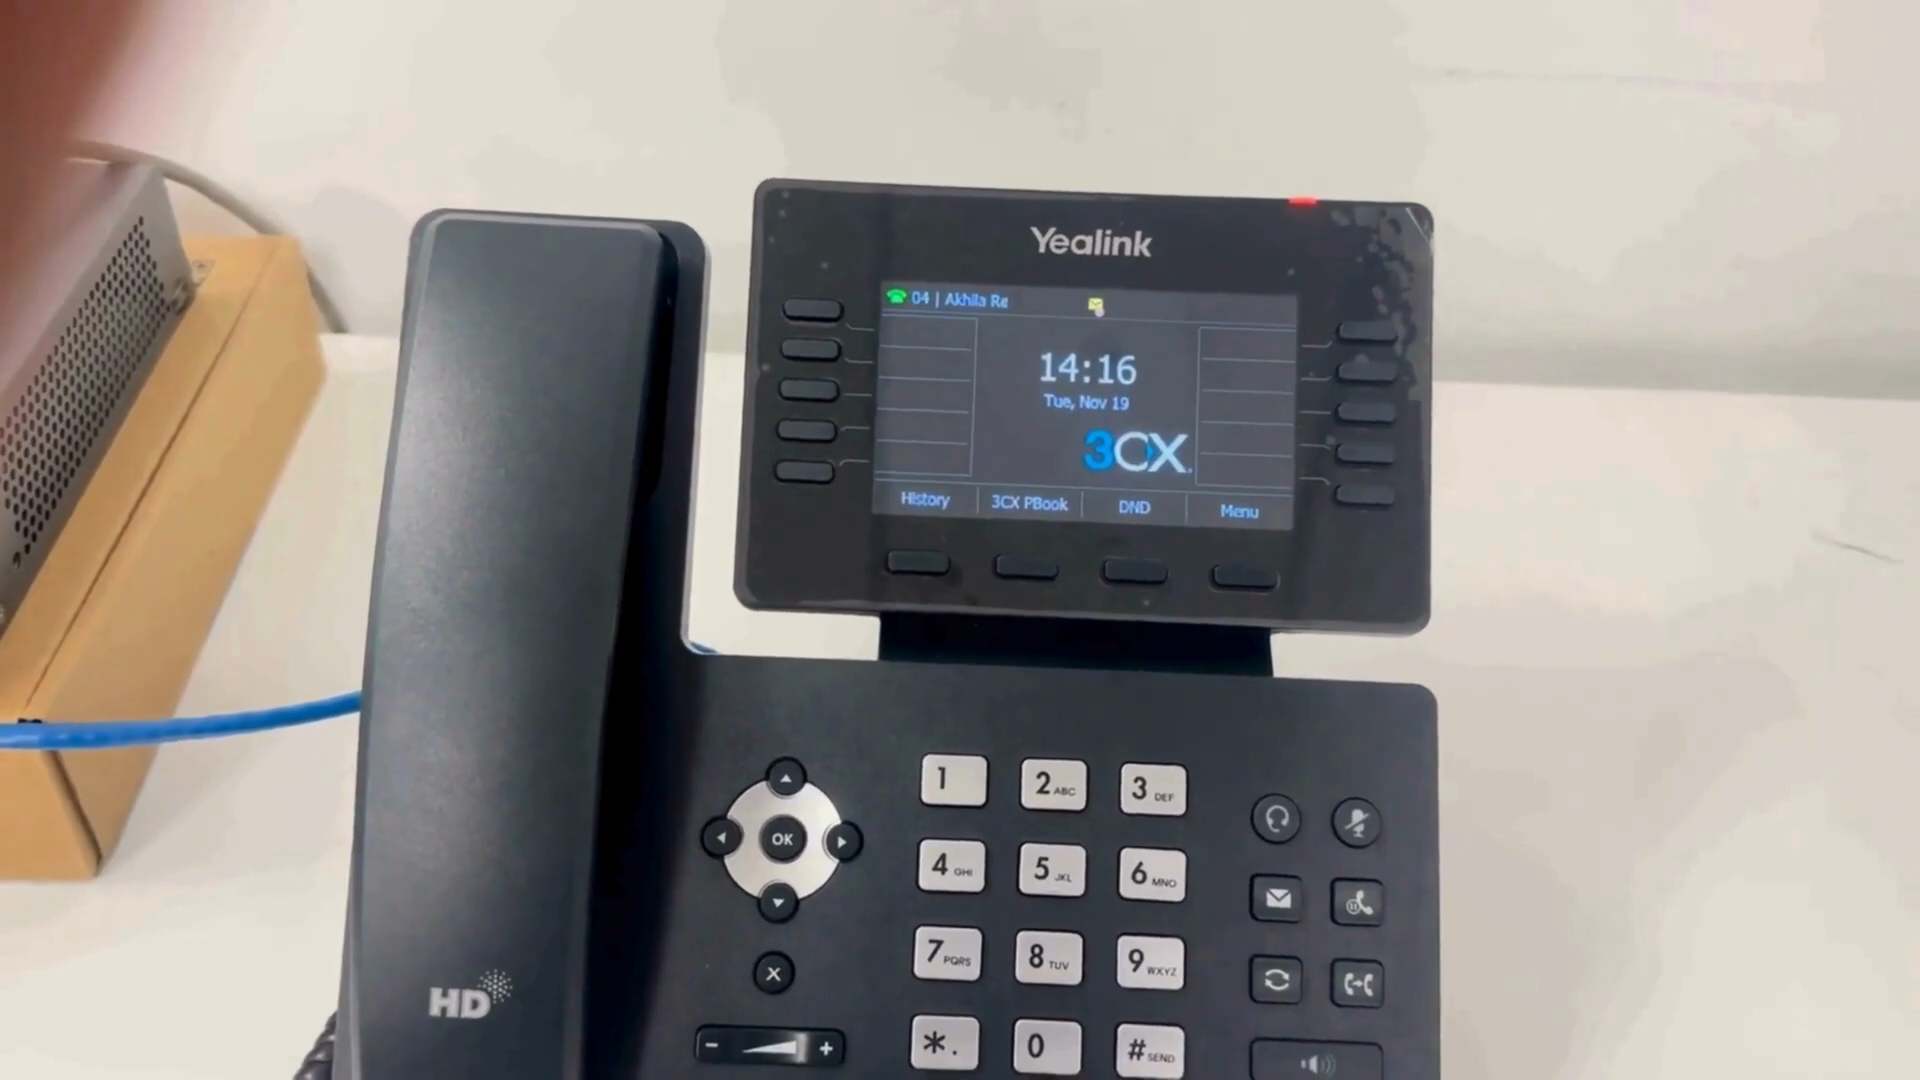 Yealink
04 | Akhila Re
14:16
Tue, Nov 19
3CX
History 3CX PBook DND Menu
1 2 ABC 3 DEF
OK
4 GHI 5 JKL 6 MNO
7 PQRS 8 TUV 9 WXYZ
X
HD
*. 0 # SEND
- +